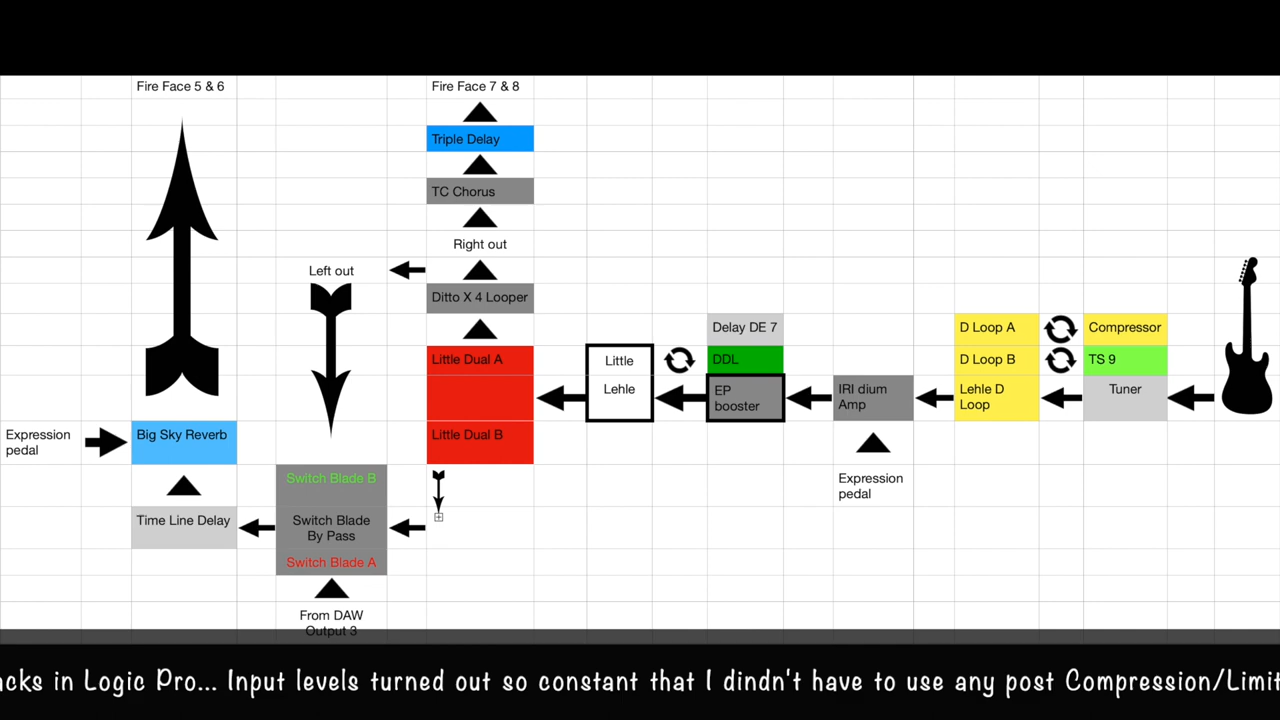 Fire Face 5 & 6
Fire Face 7 & 8
Triple Delay
TC Chorus
Right out
Left out
Ditto X 4 Looper
Delay DE 7
D Loop A
Compressor
Little Dual A
Little
DDL
D Loop B
TS 9
Lehle
EP
booster
IRI dium
Amp
Lehle D
Loop
Tuner
Expression
pedal
Big Sky Reverb
Little Dual B
Switch Blade B
Expression
pedal
Time Line Delay
Switch Blade
By Pass
Switch Blade A
From DAW
Output 3
acks in Logic Pro... Input levels turned out so constant that I dindn't have to use any post Compression/Limit